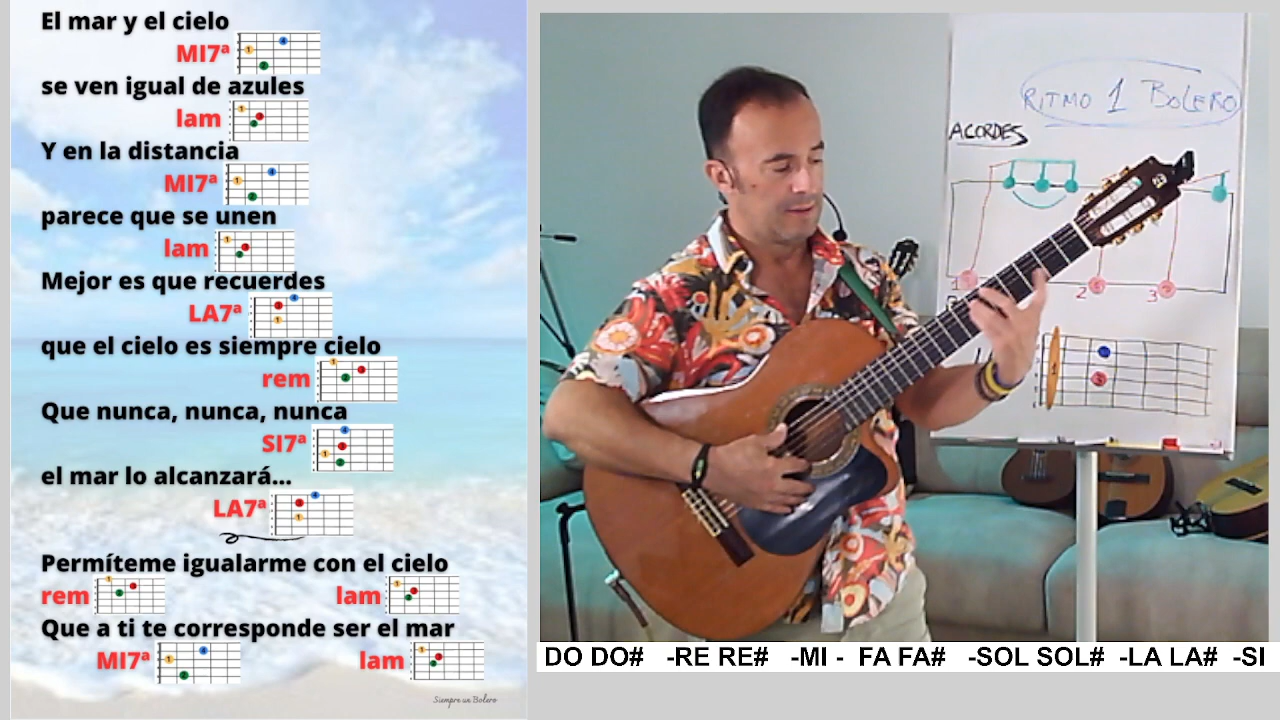 El mar y el cielo
MI7ª
se ven igual de azules
lam
Y en la distancia
MI7ª
parece que se unen
lam
Mejor es que recuerdes
LA7ª
que el cielo es siempre cielo
rem
Que nunca, nunca, nunca
SI7ª
el mar lo alcanzará...
LA7ª
Permíteme igualarme con el cielo
rem lam
Que a ti te corresponde ser el mar
MI7ª lam
Siempre un Bolero
RITMO 1 BOLERO
ACORDES
1 2 3
DO DO# -RE RE# -MI - FA FA# -SOL SOL# -LA LA# -SI